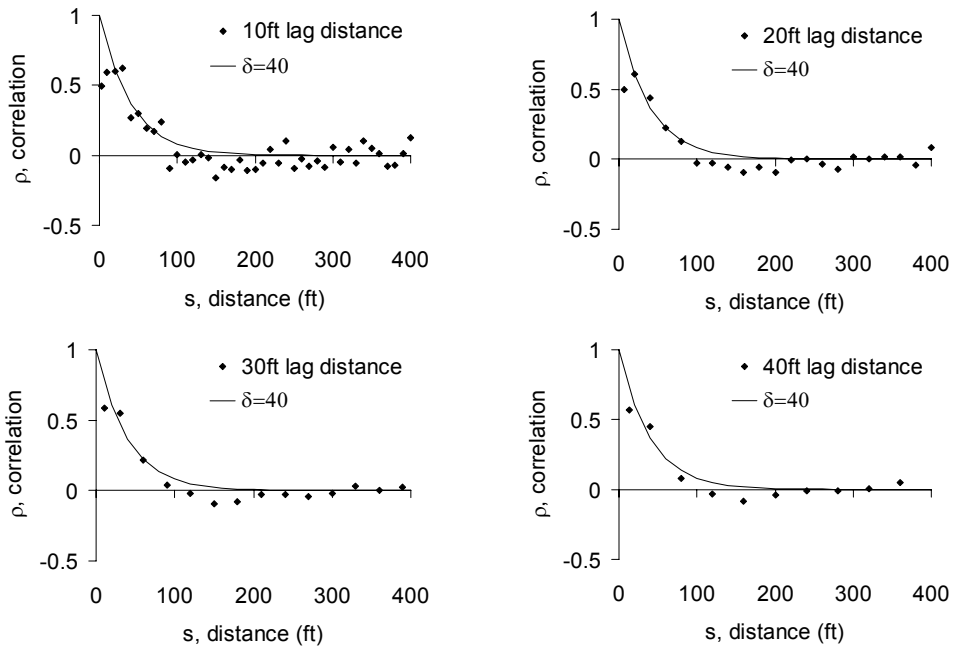 1
0.5
0
-0.5
ρ, correlation
10ft lag distance
δ=40
0 100 200 300 400
s, distance (ft)
1
0.5
0
-0.5
ρ, correlation
20ft lag distance
δ=40
0 100 200 300 400
s, distance (ft)
1
0.5
0
-0.5
ρ, correlation
30ft lag distance
δ=40
0 100 200 300 400
s, distance (ft)
1
0.5
0
-0.5
ρ, correlation
40ft lag distance
δ=40
0 100 200 300 400
s, distance (ft)